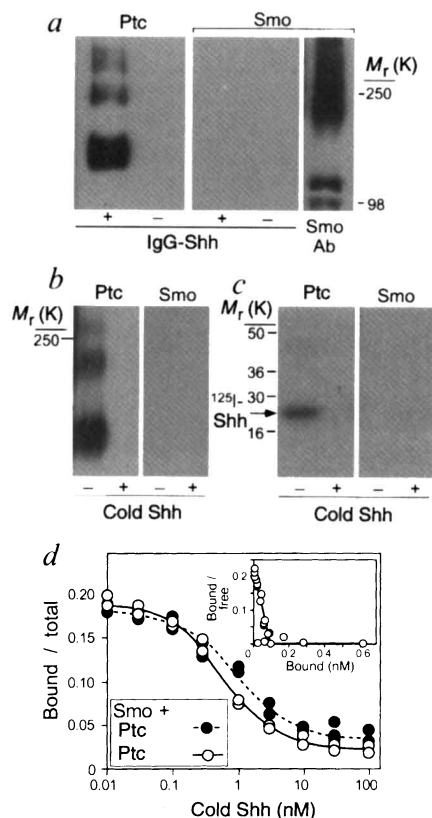 a
Ptc Smo
Mr (K)
-250
-98
+ − + − Smo
IgG-Shh Ab
b
Ptc Smo
Mr (K)
250
− + − +
Cold Shh
c
Ptc Smo
Mr (K)
50
36
30
125I-
Shh
16
− + − +
Cold Shh
d
Bound / total
0.20
0.15
0.10
0.05
0
0.01 0.1 1 10 100
Cold Shh (nM)
Smo +
Ptc
Ptc
Bound / free
0.2
0.1
0 0.2 0.4 0.6
Bound (nM)